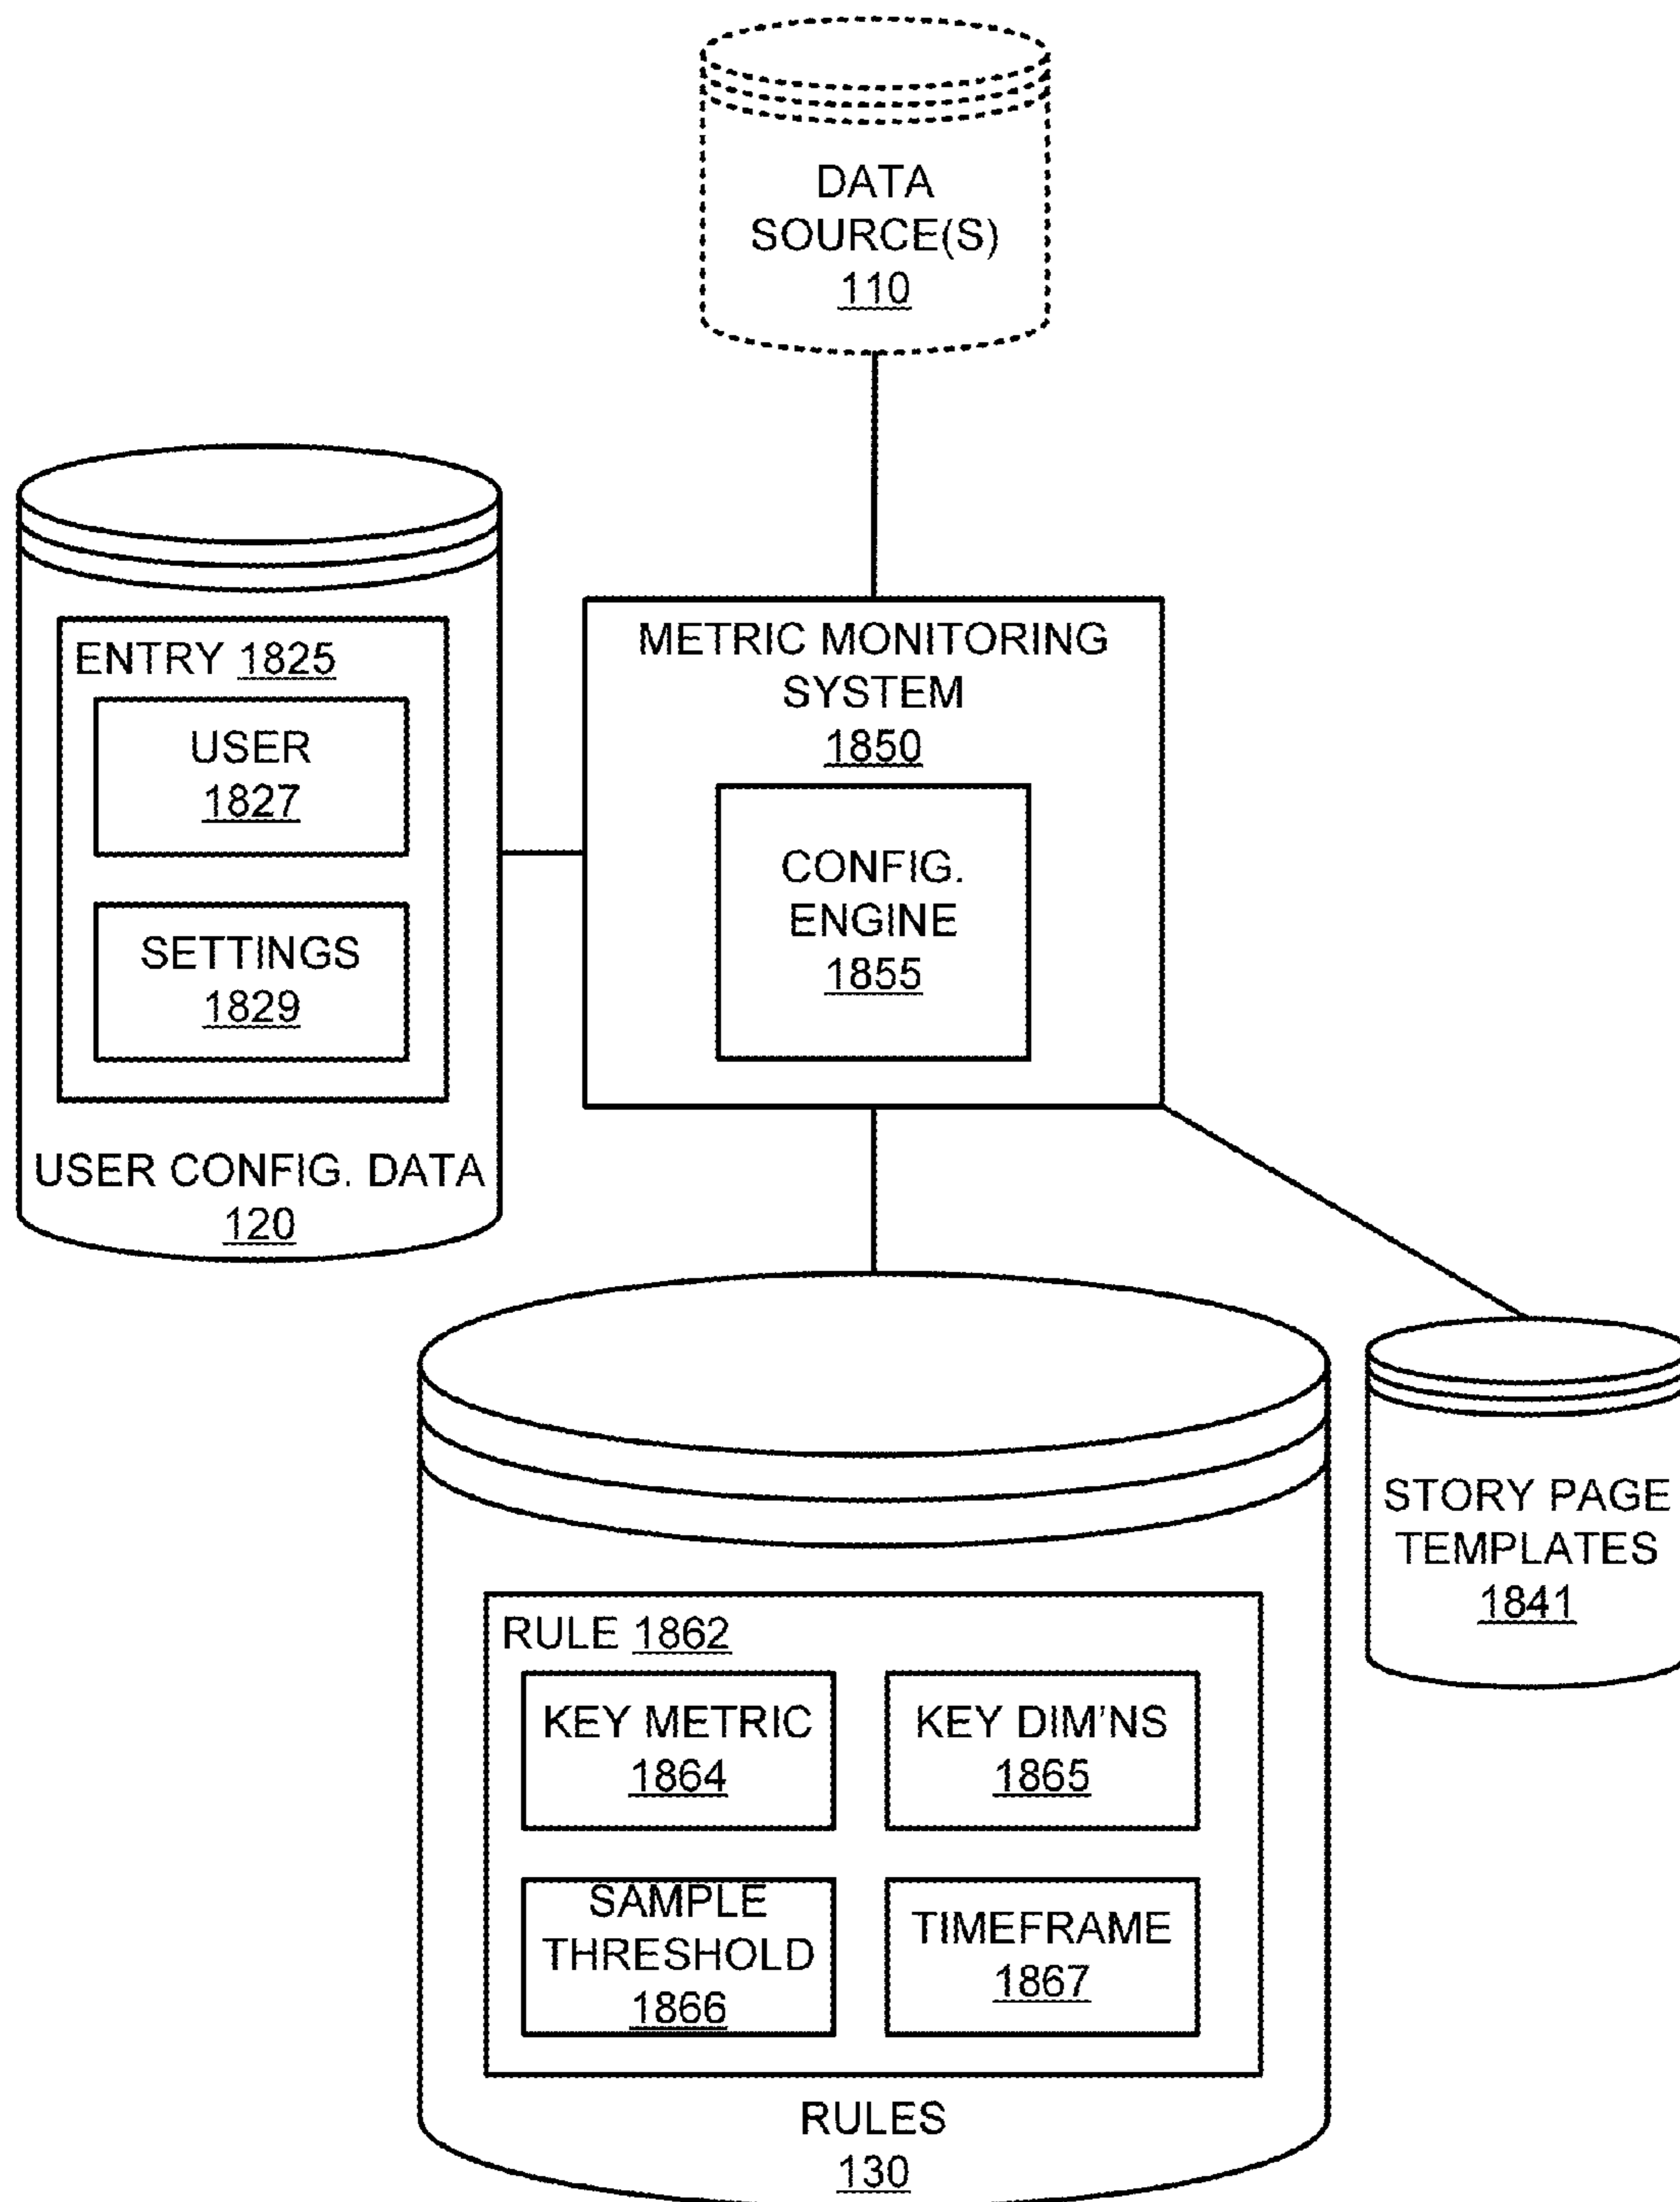 DATA
SOURCE(S)
110
ENTRY 1825
USER
1827
SETTINGS
1829
USER CONFIG. DATA
120
METRIC MONITORING
SYSTEM
1850
CONFIG.
ENGINE
1855
STORY PAGE
TEMPLATES
1841
RULE 1862
KEY METRIC
1864
KEY DIM'NS
1865
SAMPLE
THRESHOLD
1866
TIMEFRAME
1867
RULES
130